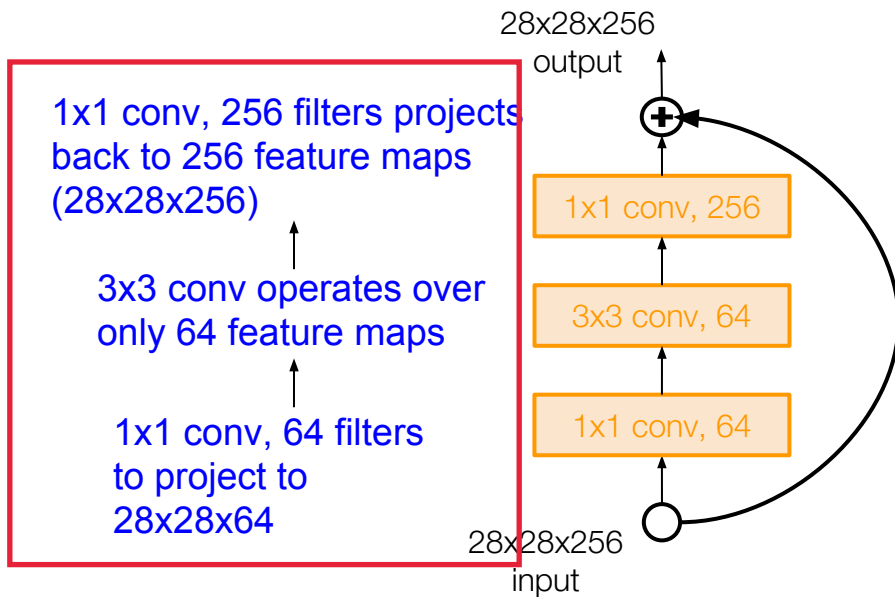 28x28x256
output
1x1 conv, 256 filters projects
back to 256 feature maps
(28x28x256)
3x3 conv operates over
only 64 feature maps
1x1 conv, 64 filters
to project to
28x28x64
+
1x1 conv, 256
3x3 conv, 64
1x1 conv, 64
28x28x256
input